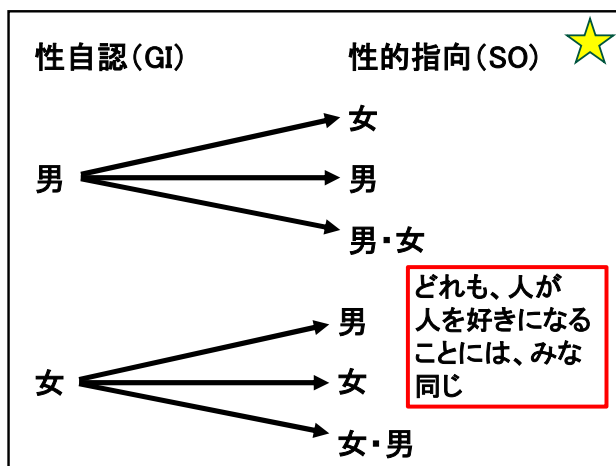 性自認(GI) 性的指向(SO)
女
男 男
男・女
どれも、人が
人を好きになる
ことには、みな
同じ
男
女 女
女・男